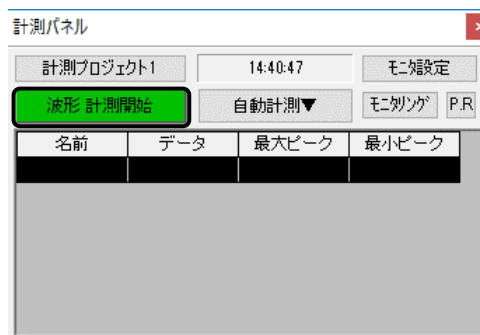 計測パネル
計測プロジェクト1 14:40:47 ﾓﾆﾀ設定
波形 計測開始 自動計測▼ ﾓﾆﾀﾘﾝｸﾞ P.R
名前 データ 最大ピーク 最小ピーク